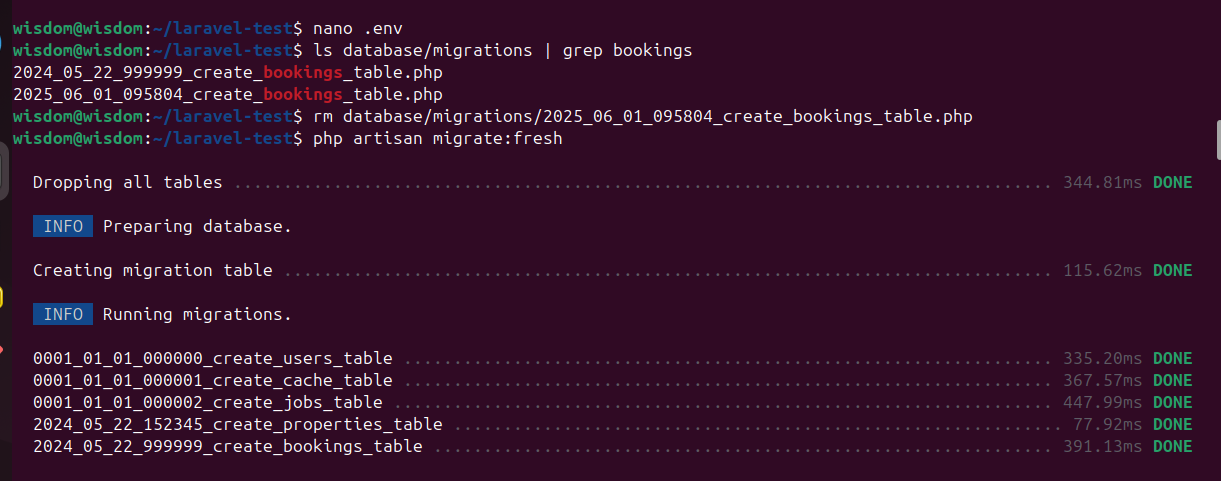 wisdom@wisdom:~/laravel-test$ nano .env
wisdom@wisdom:~/laravel-test$ ls database/migrations | grep bookings
2024_05_22_999999_create_bookings_table.php
2025_06_01_095804_create_bookings_table.php
wisdom@wisdom:~/laravel-test$ rm database/migrations/2025_06_01_095804_create_bookings_table.php
wisdom@wisdom:~/laravel-test$ php artisan migrate:fresh
Dropping all tables .................................................................................. 344.81ms DONE
INFO Preparing database.
Creating migration table ............................................................................. 115.62ms DONE
INFO Running migrations.
0001_01_01_000000_create_users_table ................................................................. 335.20ms DONE
0001_01_01_000001_create_cache_table ................................................................. 367.57ms DONE
0001_01_01_000002_create_jobs_table .................................................................. 447.99ms DONE
2024_05_22_152345_create_properties_table ............................................................. 77.92ms DONE
2024_05_22_999999_create_bookings_table .............................................................. 391.13ms DONE